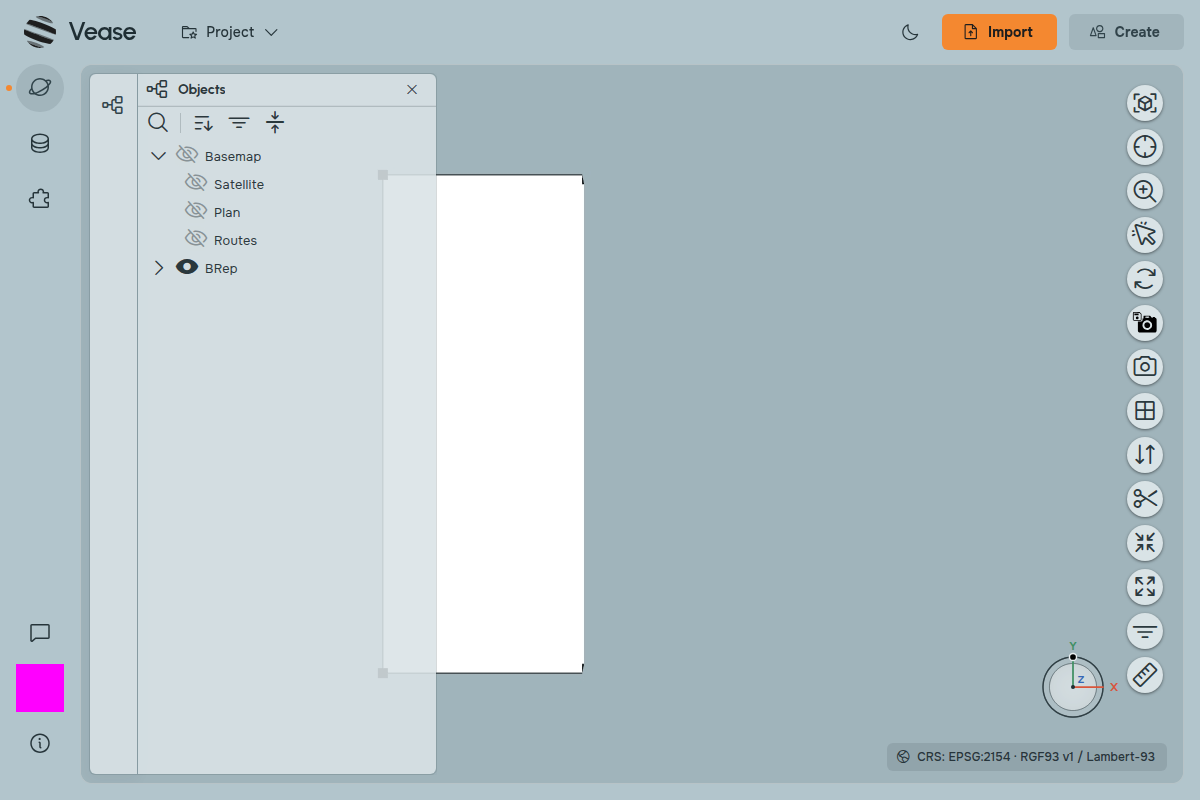 Vease
Project
Import
Create
Objects
Basemap
Satellite
Plan
Routes
BRep
Y
Z
X
CRS: EPSG:2154 · RGF93 v1 / Lambert-93